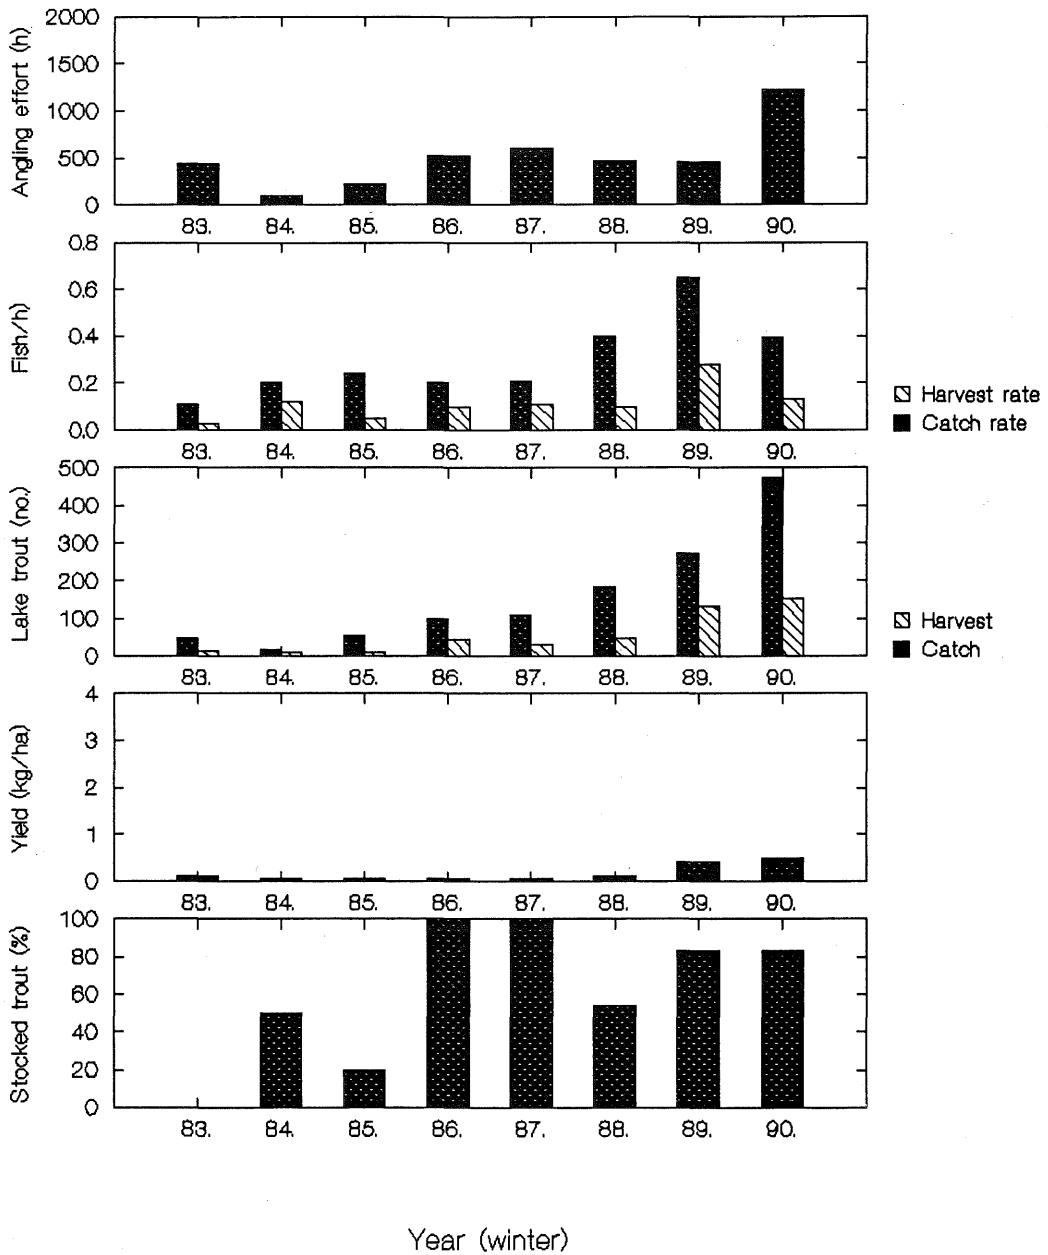 Angling effort (h)
2000
1500
1000
500
0
83. 84. 85. 86. 87. 88. 89. 90.
Fish/h
0.8
0.6
0.4
0.2
0.0
83. 84. 85. 86. 87. 88. 89. 90.
Harvest rate
Catch rate
Lake trout (no.)
500
400
300
200
100
0
83. 84. 85. 86. 87. 88. 89. 90.
Harvest
Catch
Yield (kg/ha)
4
3
2
1
0
83. 84. 85. 86. 87. 88. 89. 90.
Stocked trout (%)
100
80
60
40
20
0
83. 84. 85. 86. 87. 88. 89. 90.
Year (winter)